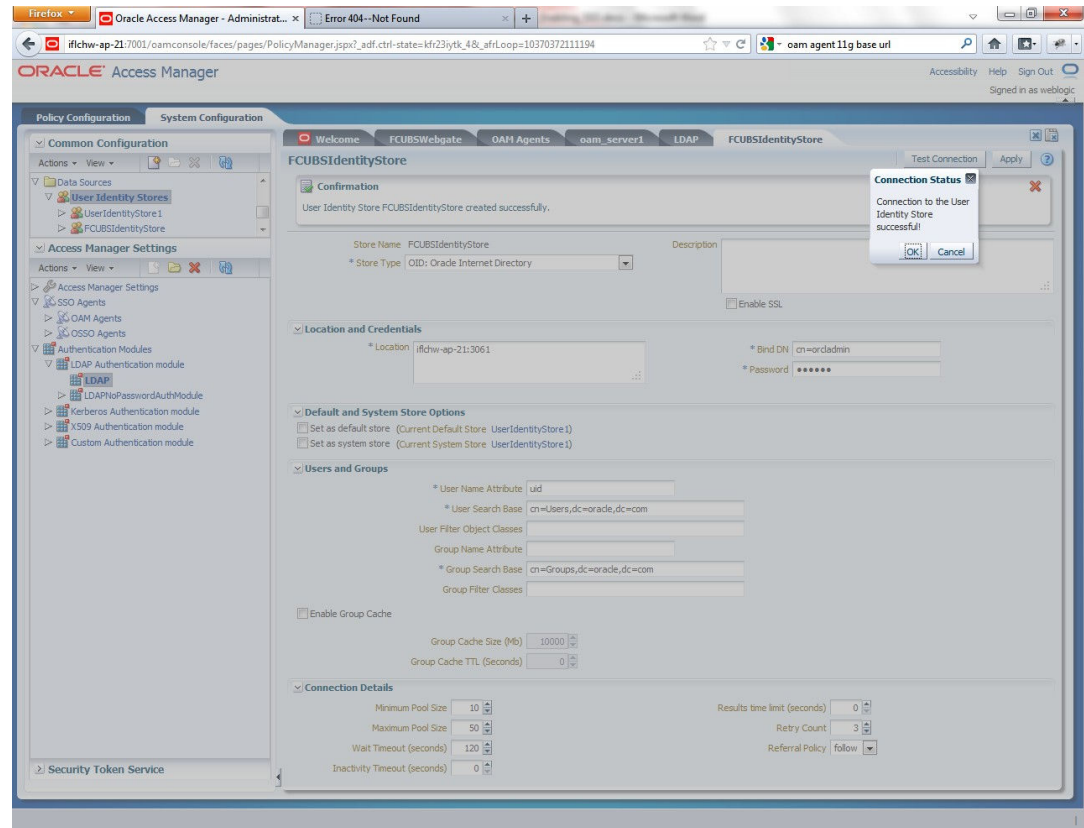 Firefox
Oracle Access Manager - Administrat... ×
Error 404--Not Found ×
+
iflchw-ap-21:7001/oamconsole/faces/pages/PolicyManager.jspx?_adf.ctrl-state=kfr23iytk_4&_afrLoop=10370372111194
oam agent 11g base url
ORACLE Access Manager
Accessibility Help Sign Out
Signed in as weblogic
Policy Configuration System Configuration
Common Configuration
Actions View
Data Sources
User Identity Stores
UserIdentityStore1
FCUBSIdentityStore
Access Manager Settings
Actions View
Access Manager Settings
SSO Agents
OAM Agents
OSSO Agents
Authentication Modules
LDAP Authentication module
LDAP
LDAPNoPasswordAuthModule
Kerberos Authentication module
X509 Authentication module
Custom Authentication module
Security Token Service
Welcome FCUBSWebgate OAM Agents oam_server1 LDAP FCUBSIdentityStore
FCUBSIdentityStore
Test Connection Apply
Confirmation
User Identity Store FCUBSIdentityStore created successfully.
Connection Status
Connection to the User
Identity Store
successful!
OK Cancel
Store Name FCUBSIdentityStore
Description
* Store Type OID: Oracle Internet Directory
Enable SSL
Location and Credentials
* Location iflchw-ap-21:3061
* Bind DN cn=orcladmin
* Password ••••••
Default and System Store Options
Set as default store (Current Default Store UserIdentityStore1)
Set as system store (Current System Store UserIdentityStore1)
Users and Groups
* User Name Attribute uid
* User Search Base cn=Users,dc=oracle,dc=com
User Filter Object Classes
Group Name Attribute
* Group Search Base cn=Groups,dc=oracle,dc=com
Group Filter Classes
Enable Group Cache
Group Cache Size (Mb) 10000
Group Cache TTL (Seconds) 0
Connection Details
Minimum Pool Size 10
Results time limit (seconds) 0
Maximum Pool Size 50
Retry Count 3
Wait Timeout (seconds) 120
Referral Policy follow
Inactivity Timeout (seconds) 0